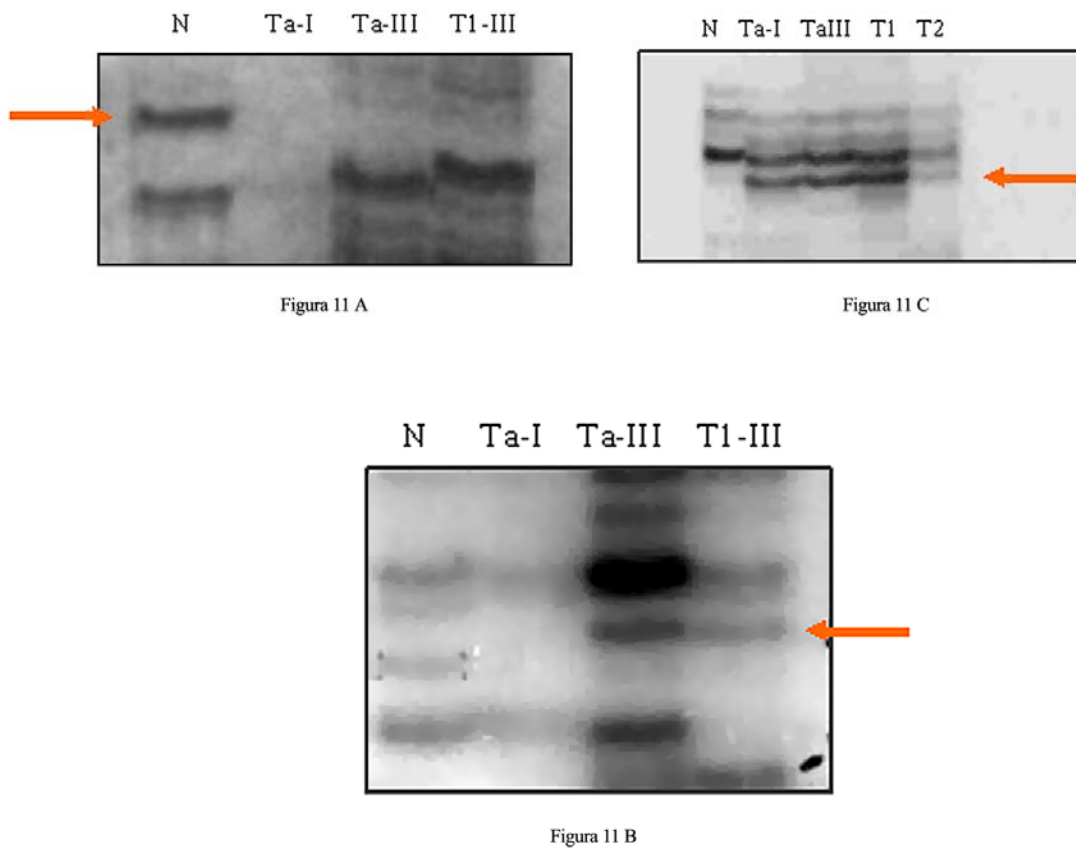 N Ta-I Ta-III T1-III
N Ta-I TaIII T1 T2
Figura 11 A
Figura 11 C
N Ta-I Ta-III T1-III
Figura 11 B